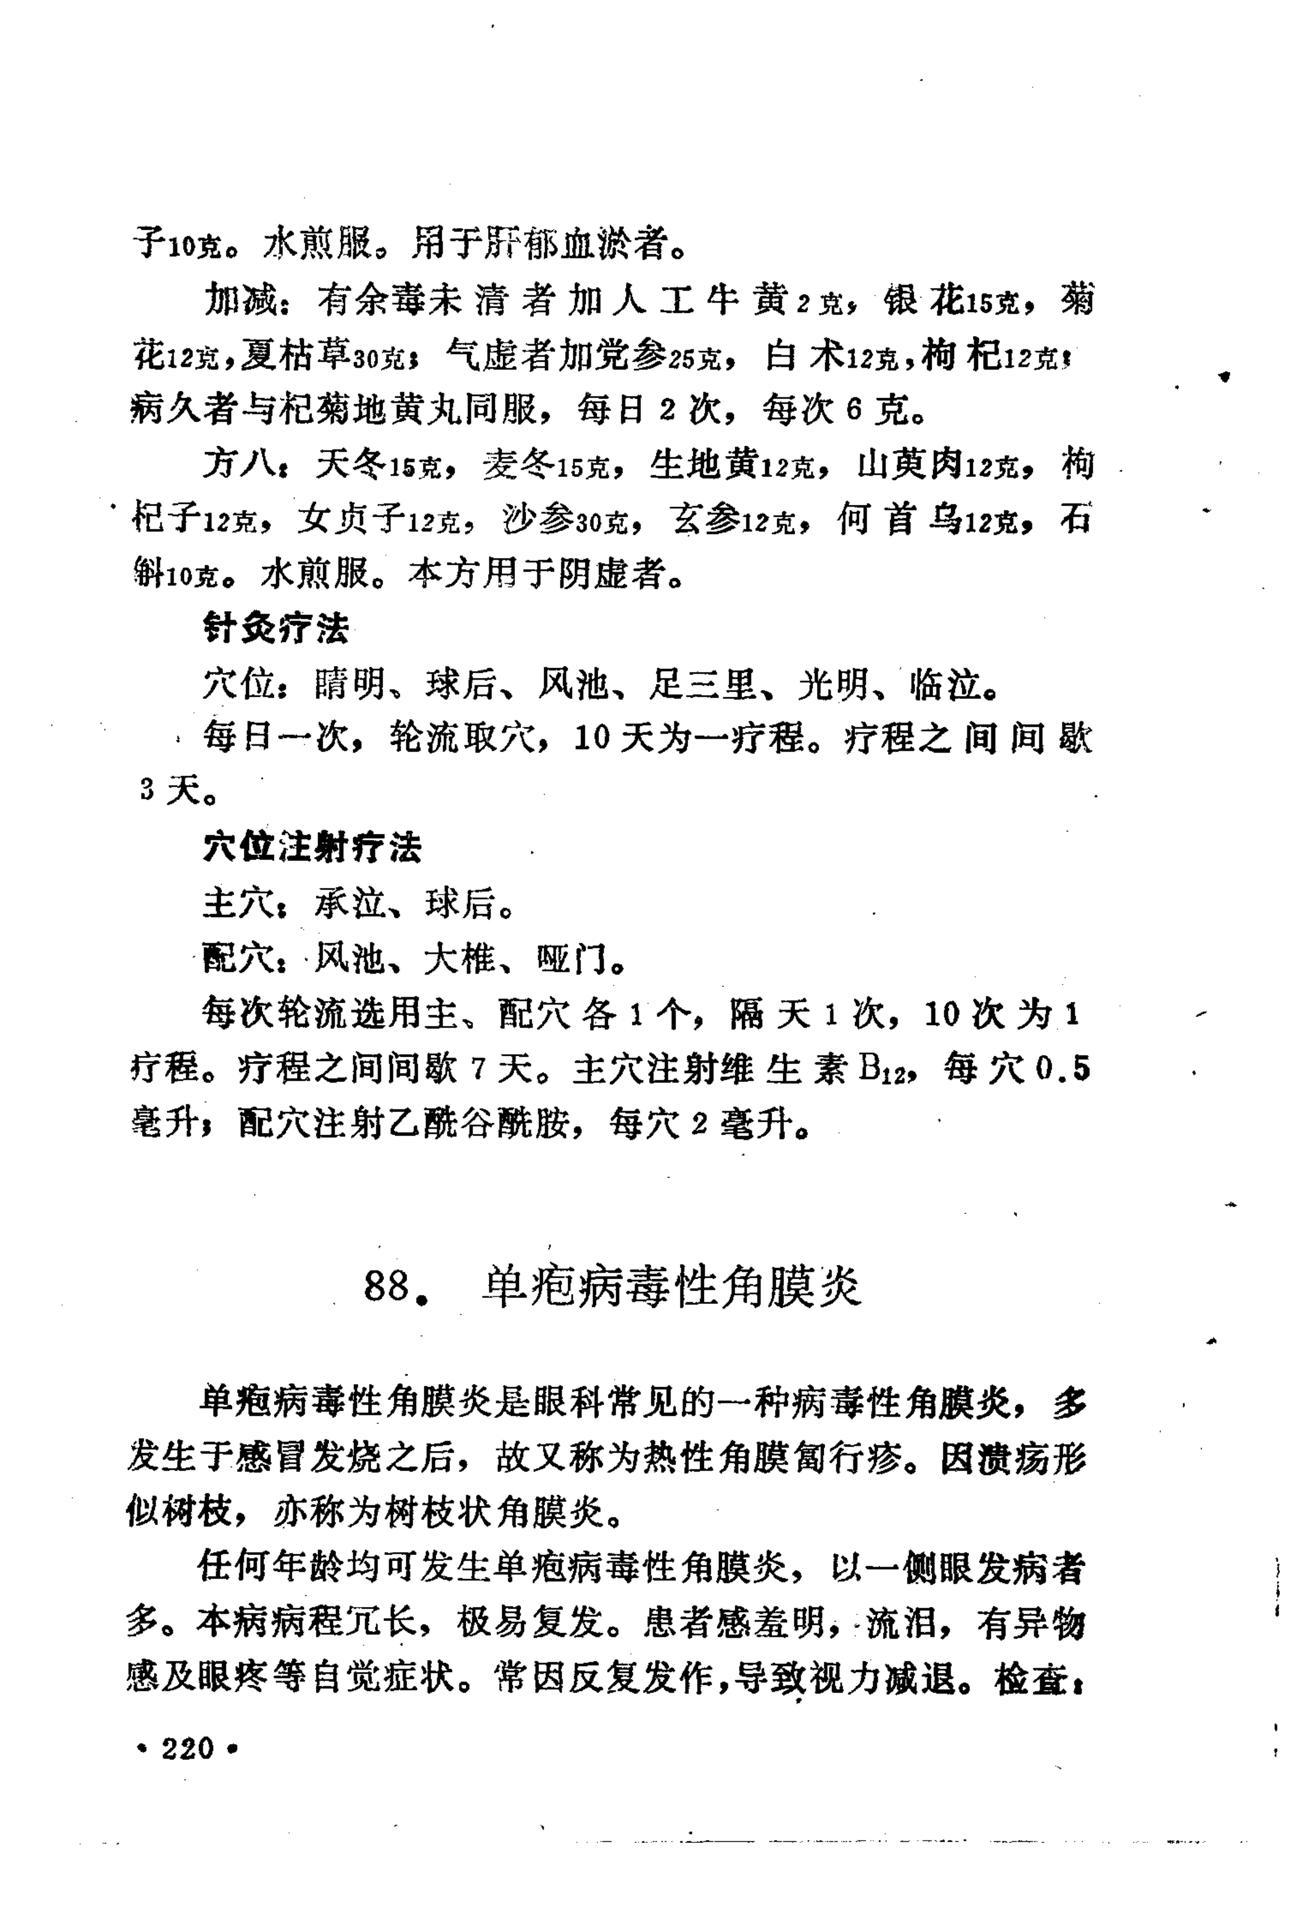 子10克。水煎服。用于肝郁血淤者。
加减：有余毒未清者加人工牛黄2克，银花15克，菊
花12克，夏枯草30克；气虚者加党参25克，白术12克，枸杞12克；
病久者与杞菊地黄丸同服，每日2次，每次6克。
方八：天冬15克，麦冬15克，生地黄12克，山萸肉12克，枸
杞子12克，女贞子12克，沙参30克，玄参12克，何首乌12克，石
斛10克。水煎服。本方用于阴虚者。
针灸疗法
穴位：睛明、球后、风池、足三里、光明、临泣。
每日一次，轮流取穴，10天为一疗程。疗程之间间歇
3天。
穴位注射疗法
主穴：承泣、球后。
配穴：风池、大椎、哑门。
每次轮流选用主、配穴各1个，隔天1次，10次为1
疗程。疗程之间间歇7天。主穴注射维生素B₁₂，每穴0.5
毫升；配穴注射乙酰谷酰胺，每穴2毫升。
88. 单疱病毒性角膜炎
单疱病毒性角膜炎是眼科常见的一种病毒性角膜炎，多
发生于感冒发烧之后，故又称为热性角膜匐行疹。因溃疡形
似树枝，亦称为树枝状角膜炎。
任何年龄均可发生单疱病毒性角膜炎，以一侧眼发病者
多。本病病程冗长，极易复发。患者感羞明，流泪，有异物
感及眼疼等自觉症状。常因反复发作，导致视力减退。检查：
•220•